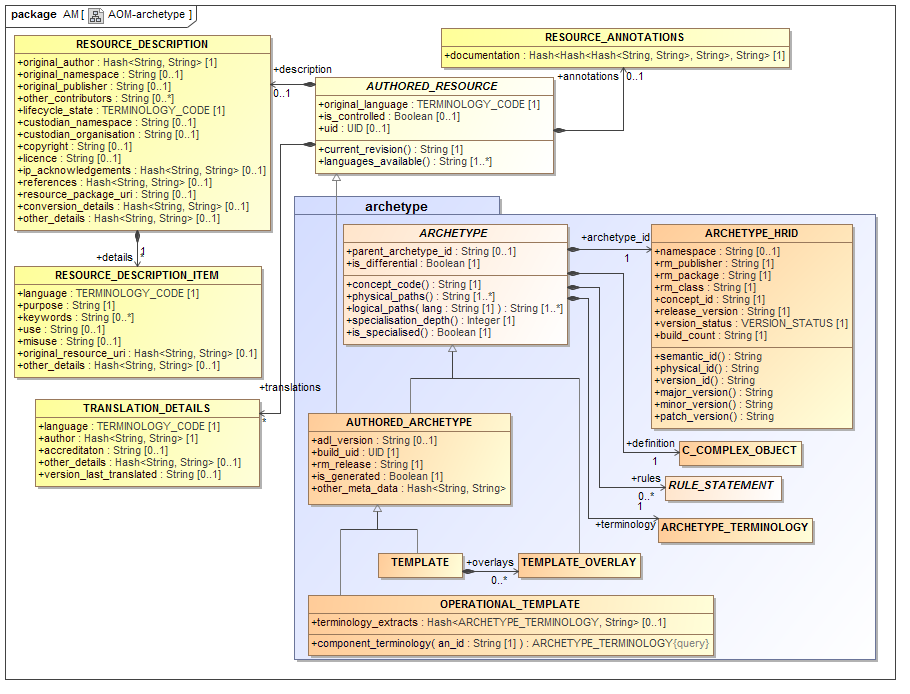 package AM [ AOM-archetype ]
RESOURCE_DESCRIPTION
+original_author : Hash<String, String> [1]
+original_namespace : String [0..1]
+original_publisher : String [0..1]
+other_contributors : String [0..*]
+lifecycle_state : TERMINOLOGY_CODE [1]
+custodian_namespace : String [0..1]
+custodian_organisation : String [0..1]
+copyright : String [0..1]
+licence : String [0..1]
+ip_acknowledgements : Hash<String, String> [0..1]
+references : Hash<String, String> [0..1]
+resource_package_uri : String [0..1]
+conversion_details : Hash<String, String> [0..1]
+other_details : Hash<String, String> [0..1]
+description
0..1
AUTHORED_RESOURCE
+original_language : TERMINOLOGY_CODE [1]
+is_controlled : Boolean [0..1]
+uid : UID [0..1]
+current_revision() : String [1]
+languages_available() : String [1..*]
RESOURCE_ANNOTATIONS
+documentation : Hash<Hash<Hash<String, String>, String>, String> [1]
+annotations
0..1
+details
1
RESOURCE_DESCRIPTION_ITEM
+language : TERMINOLOGY_CODE [1]
+purpose : String [1]
+keywords : String [0..*]
+use : String [0..1]
+misuse : String [0..1]
+original_resource_uri : Hash<String, String> [0.1]
+other_details : Hash<String, String> [0..1]
+translations
*
TRANSLATION_DETAILS
+language : TERMINOLOGY_CODE [1]
+author : Hash<String, String> [1]
+accreditaton : String [0..1]
+other_details : Hash<String, String> [0..1]
+version_last_translated : String [0..1]
archetype
ARCHETYPE
+parent_archetype_id : String [0..1]
+is_differential : Boolean [1]
+concept_code() : String [1]
+physical_paths() : String [1..*]
+logical_paths( lang : String [1] ) : String [1..*]
+specialisation_depth() : Integer [1]
+is_specialised() : Boolean [1]
+archetype_id
1
ARCHETYPE_HRID
+namespace : String [0..1]
+rm_publisher : String [1]
+rm_package : String [1]
+rm_class : String [1]
+concept_id : String [1]
+release_version : String [1]
+version_status : VERSION_STATUS [1]
+build_count : String [1]
+semantic_id() : String
+physical_id() : String
+version_id() : String
+major_version() : String
+minor_version() : String
+patch_version() : String
AUTHORED_ARCHETYPE
+adl_version : String [0..1]
+build_uid : UID [1]
+rm_release : String [1]
+is_generated : Boolean [1]
+other_meta_data : Hash<String, String>
+definition
1
C_COMPLEX_OBJECT
+rules
0..*
RULE_STATEMENT
1
+terminology
ARCHETYPE_TERMINOLOGY
TEMPLATE
+overlays
0..*
TEMPLATE_OVERLAY
OPERATIONAL_TEMPLATE
+terminology_extracts : Hash<ARCHETYPE_TERMINOLOGY, String> [0..1]
+component_terminology( an_id : String [1] ) : ARCHETYPE_TERMINOLOGY{query}